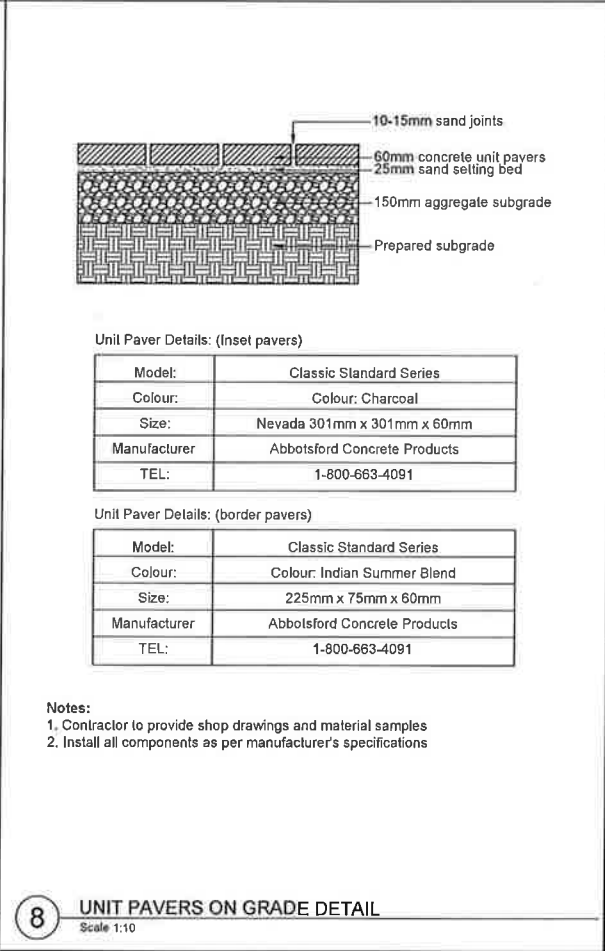 10-15mm sand joints
60mm concrete unit pavers
25mm sand setting bed
150mm aggregate subgrade
Prepared subgrade
Unit Paver Details: (Inset pavers)
Model: Classic Standard Series
Colour: Colour: Charcoal
Size: Nevada 301mm x 301mm x 60mm
Manufacturer Abbotsford Concrete Products
TEL: 1-800-663-4091
Unit Paver Details: (border pavers)
Model: Classic Standard Series
Colour: Colour: Indian Summer Blend
Size: 225mm x 75mm x 60mm
Manufacturer Abbotsford Concrete Products
TEL: 1-800-663-4091
Notes:
1. Contractor to provide shop drawings and material samples
2. Install all components as per manufacturer's specifications
8 UNIT PAVERS ON GRADE DETAIL
Scale 1:10